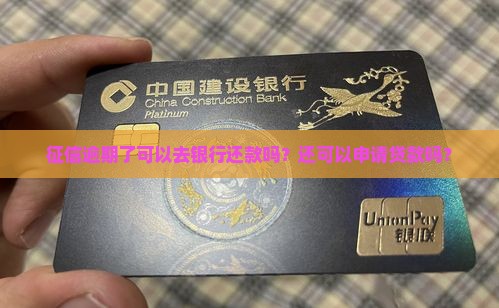 中国建设银行
China Construction Bank
Platinum
征信逾期了可以去银行还款吗？还可以申请贷款吗？
UnionPay
银联